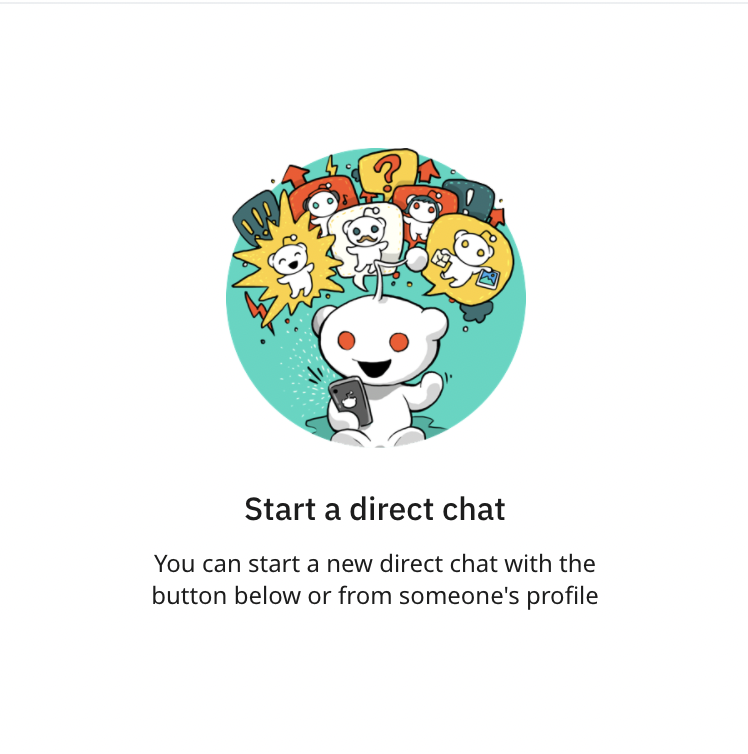 ?
!!!
!
Start a direct chat
You can start a new direct chat with the
button below or from someone's profile